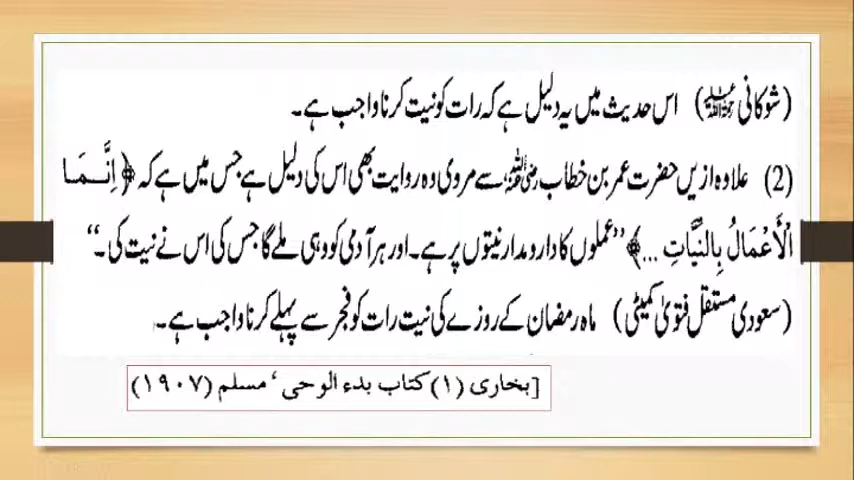 (شوکانی رحمۃ اللہ علیہ) اس حدیث میں یہ دلیل ہے کہ رات کو نیت کرنا واجب ہے۔
(2) علاوہ ازیں حضرت عمر بن خطاب رضی اللہ عنہ سے مروی وہ روایت بھی اس کی دلیل ہے جس میں ہے کہ ﴿ اِنَّـمَـا
الْأَعْمَالُ بِالنِّيَّاتِ ... ﴾ ”عملوں کا دارومدار نیتوں پر ہے۔ اور ہر آدمی کو وہی ملے گا جس کی اس نے نیت کی۔“
(سعودی مستقل فتویٰ کمیٹی) ماہ رمضان کے روزے کی نیت رات کو فجر سے پہلے کرنا واجب ہے۔
[بخاری (۱) کتاب بدء الوحی ‘ مسلم (۱۹۰۷)